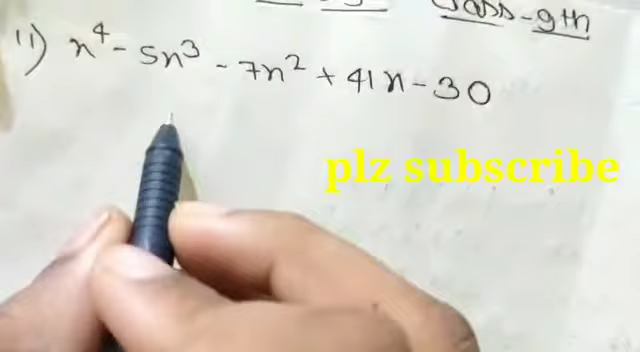 class-9th
11) x⁴ - 5x³ - 7x² + 41x - 30
plz subscribe